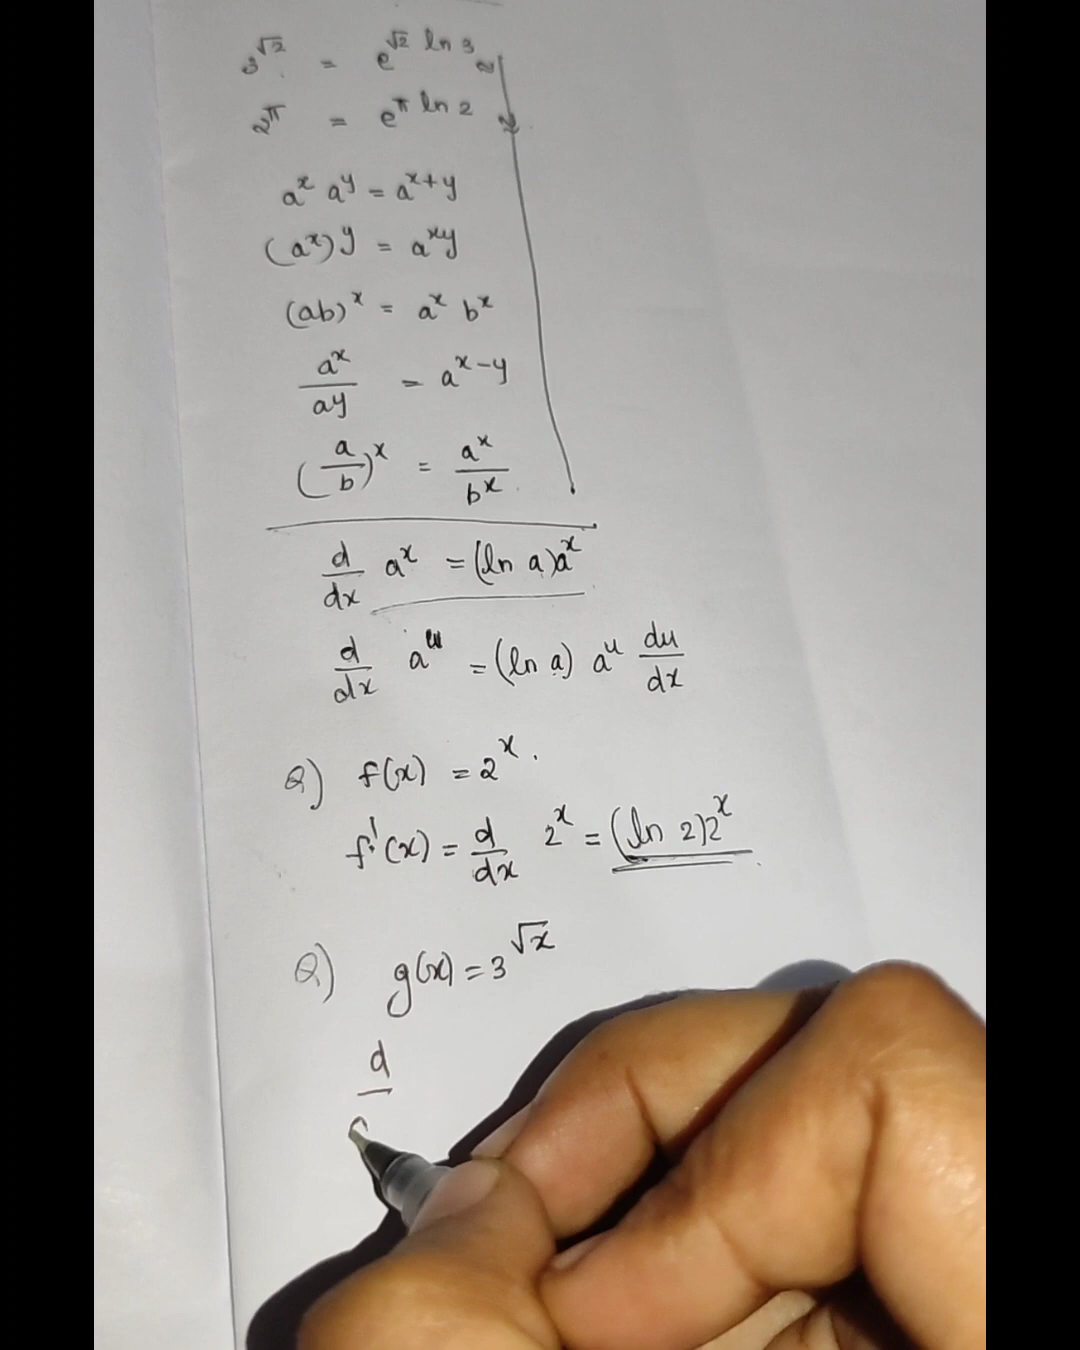 3^√2 = e^(√2 ln 3)
2^π = e^(π ln 2)
a^x a^y = a^(x+y)
(a^x)^y = a^(xy)
(ab)^x = a^x b^x
a^x/a^y = a^(x-y)
(a/b)^x = a^x/b^x
d/dx a^x = (ln a)a^x
d/dx a^u = (ln a) a^u du/dx
Q) f(x) = 2^x.
f'(x) = d/dx 2^x = (ln 2)2^x
Q) g(x) = 3^√x
d